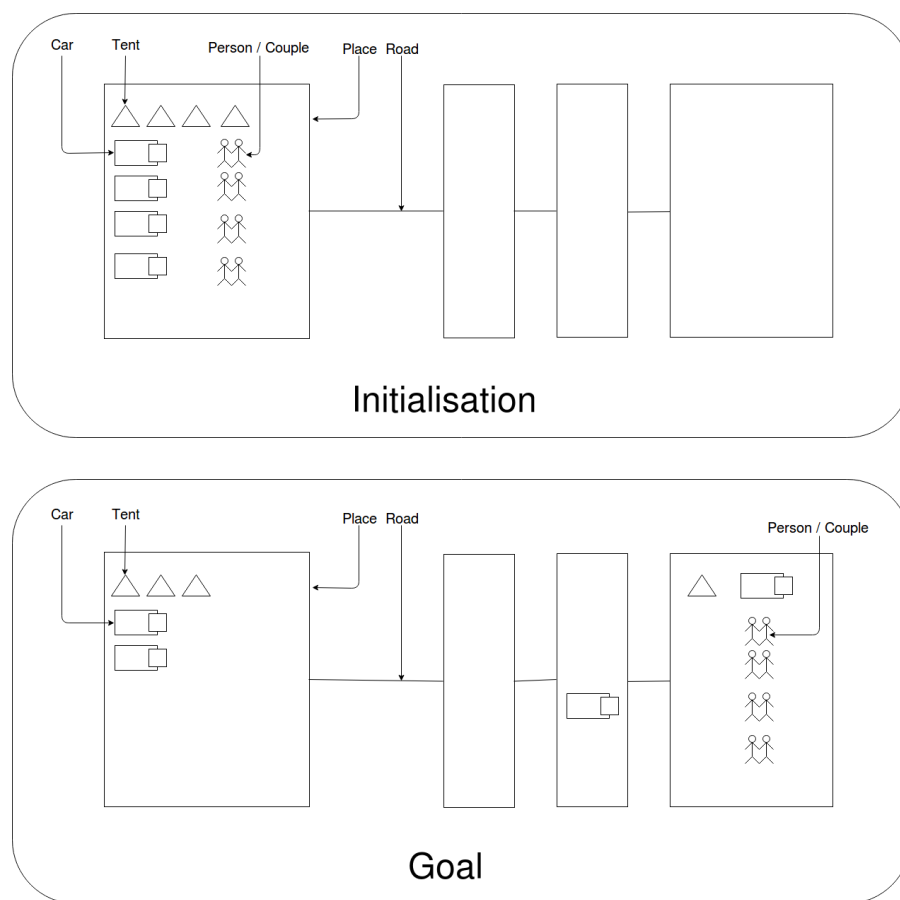 Car
Tent
Person / Couple
Place
Road
Initialisation
Car
Tent
Place
Road
Person / Couple
Goal